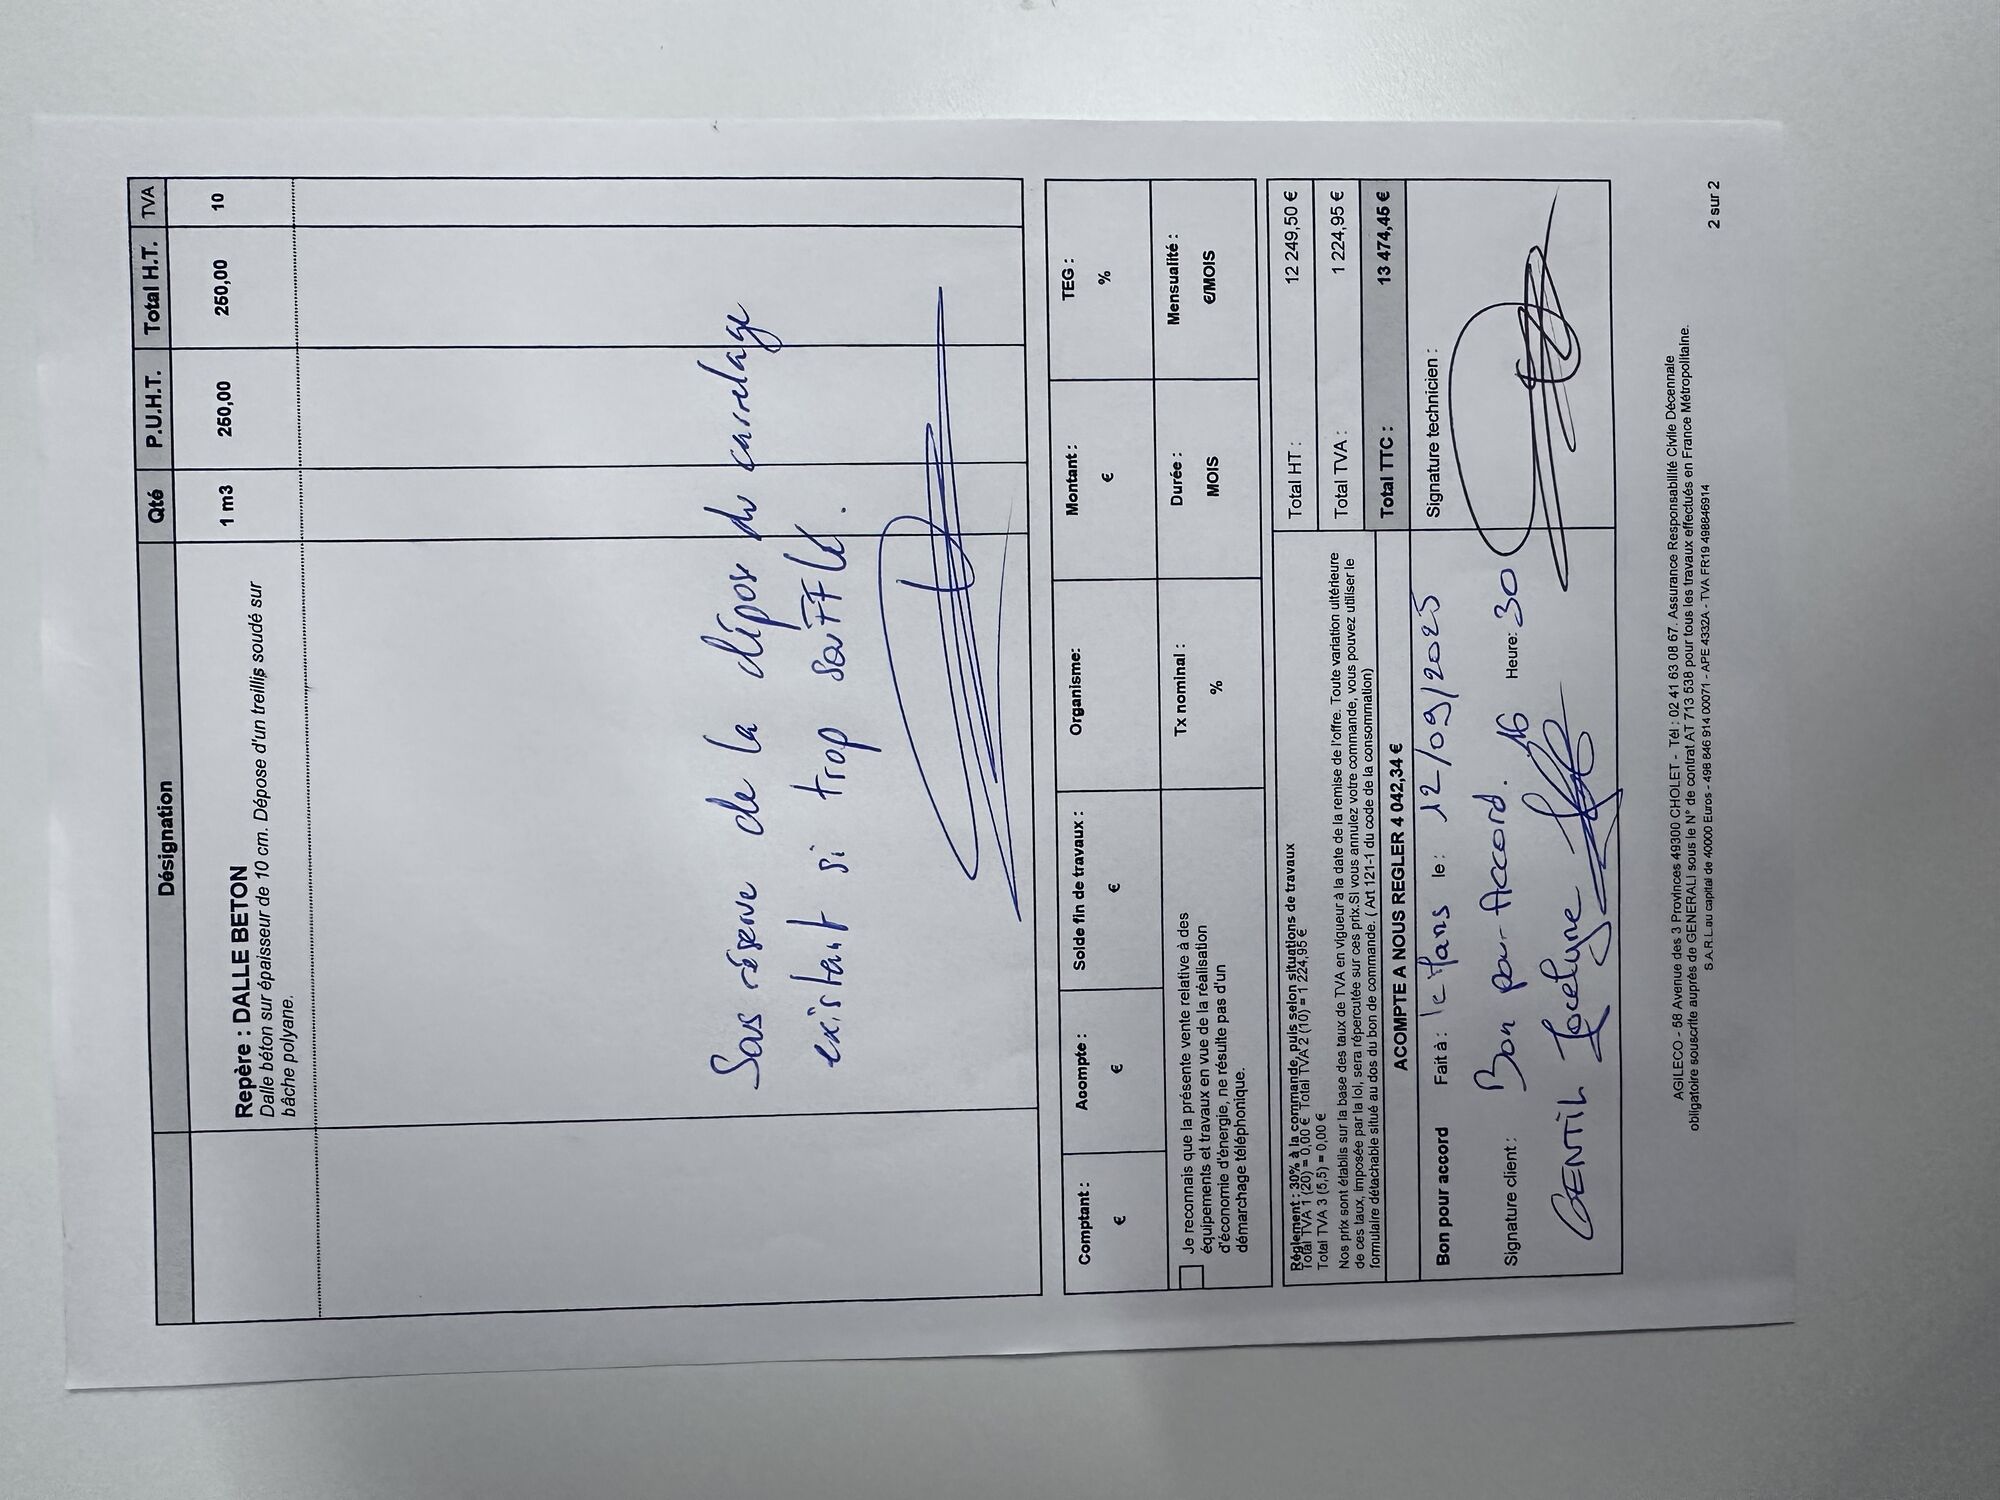 Désignation Qté P.U.H.T. Total H.T. TVA
Repère : DALLE BETON 1 m3 250,00 250,00 10
Dalle béton sur épaisseur de 10 cm. Dépose d'un treillis soudé sur
bâche polyane.
Sous réserve de la dépose du carrelage
existant si trop soufflé.
Comptant : Acompte : Solde fin de travaux : Organisme: Montant : TEG :
€ € € € %
Je reconnais que la présente vente relative à des
équipements et travaux en vue de la réalisation
d'économie d'énergie, ne résulte pas d'un
démarchage téléphonique.
Tx nominal : Durée : Mensualité :
% MOIS €/MOIS
Règlement : 30% à la commande, puis selon situations de travaux
Total TVA 1 (20) = 0,00 € Total TVA 2 (10) = 1 224,95 €
Total TVA 3 (5,5) = 0,00 €
Nos prix sont établis sur la base des taux de TVA en vigueur à la date de la remise de l'offre. Toute variation ultérieure
de ces taux, imposée par la loi, sera répercutée sur ces prix.Si vous annulez votre commande, vous pouvez utiliser le
formulaire détachable situé au dos du bon de commande. ( Art 121-1 du code de la consommation)
ACOMPTE A NOUS REGLER 4 042,34 €
Total HT : 12 249,50 €
Total TVA : 1 224,95 €
Total TTC : 13 474,45 €
Bon pour accord Fait à : le Mans le : 12/09/2025
Signature client : Bon pour Accord. 16 Heure: 30
GENTIL Jocelyne
Signature technicien :
AGILECO - 58 Avenue des 3 Provinces 49300 CHOLET - Tél : 02 41 63 08 67. Assurance Responsabilité Civile Décennale
obligatoire souscrite auprès de GENERALI sous le N° de contrat AT 713 538 pour tous les travaux effectués en France Métropolitaine.
S.A.R.L.au capital de 40000 Euros - 498 846 914 00071 - APE 4332A - TVA FR19 498846914
2 sur 2